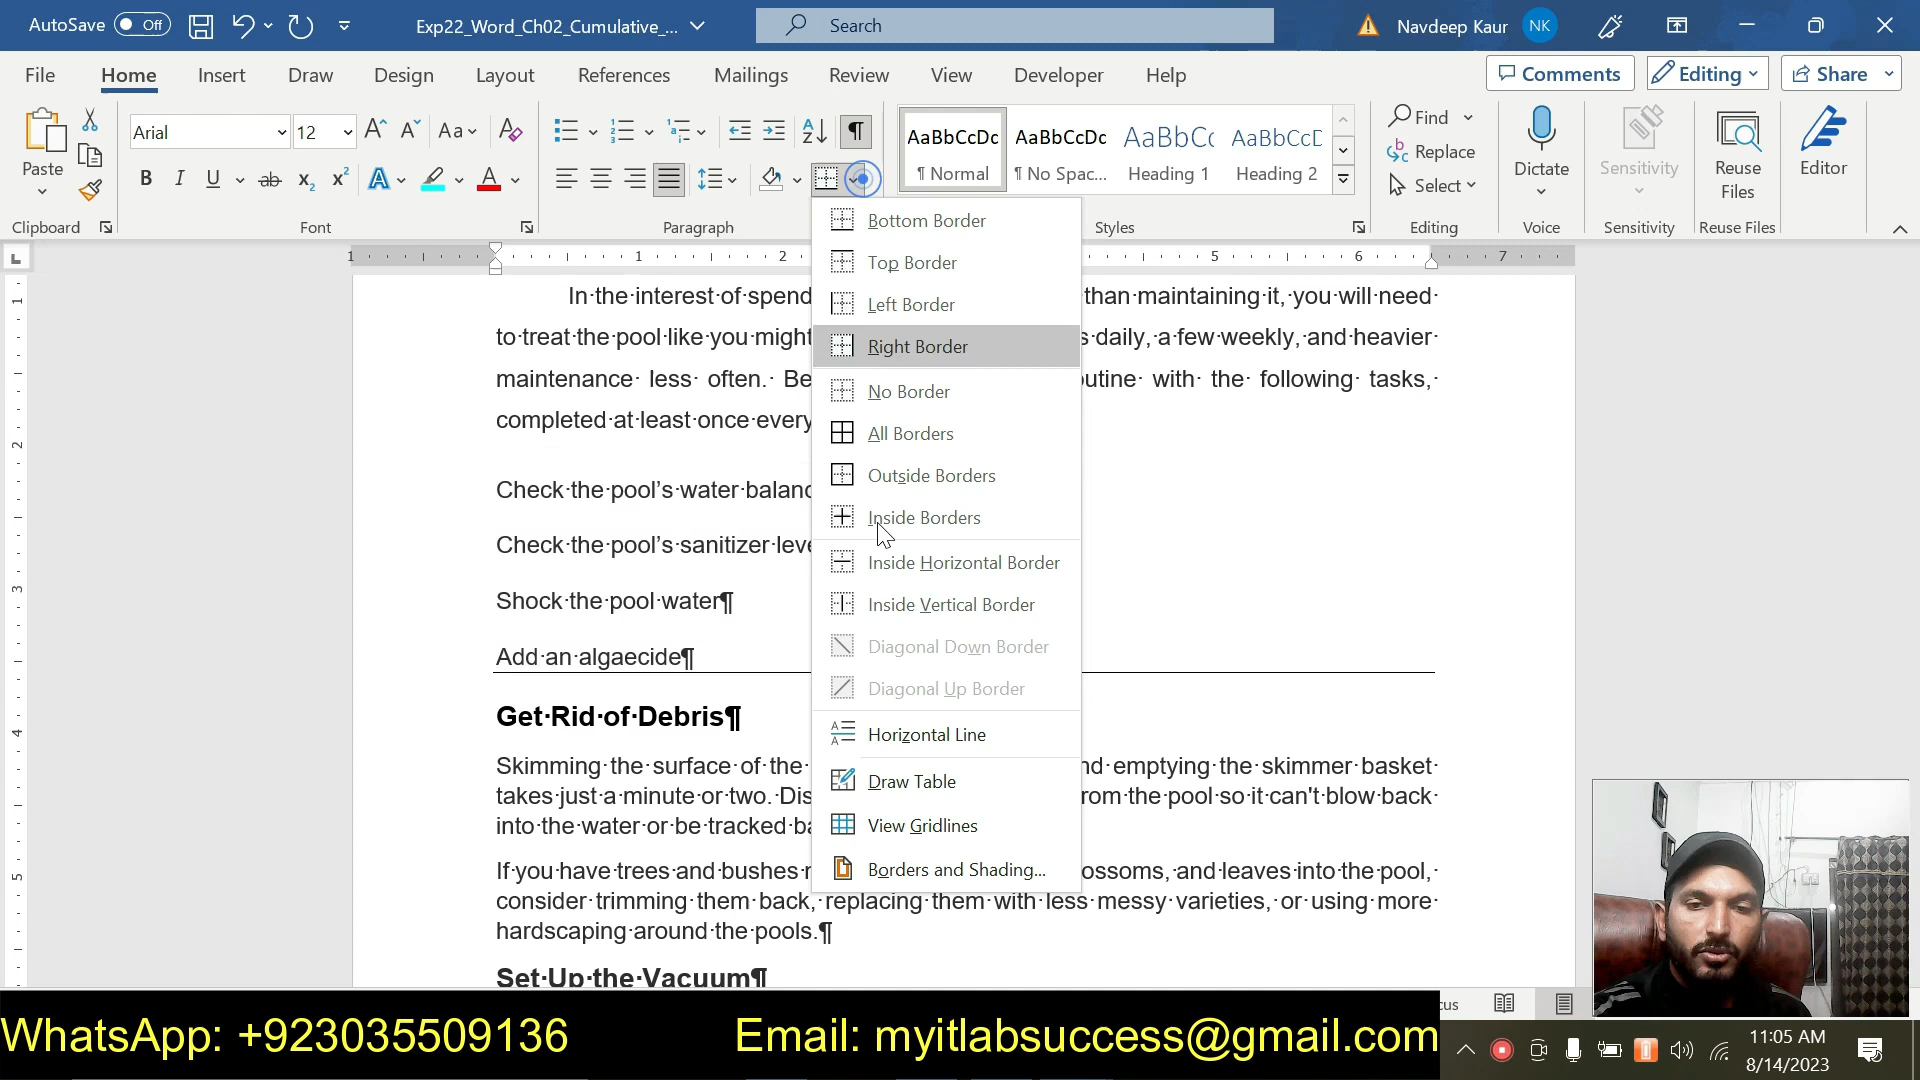 AutoSave Off Exp22_Word_Ch02_Cumulative_... Search Navdeep Kaur NK
File Home Insert Draw Design Layout References Mailings Review View Developer Help Comments Editing Share
Arial 12 Aa
AaBbCcDc AaBbCcDc AaBbCc AaBbCcD
¶ Normal ¶ No Spac... Heading 1 Heading 2
Paste
Find
Replace
Select
Dictate
Sensitivity
Reuse Files
Editor
Clipboard Font Paragraph Styles Editing Voice Sensitivity Reuse Files
1 1 2 5 6 7
Bottom Border
Top Border
Left Border
Right Border
No Border
All Borders
Outside Borders
Inside Borders
Inside Horizontal Border
Inside Vertical Border
Diagonal Down Border
Diagonal Up Border
Horizontal Line
Draw Table
View Gridlines
Borders and Shading...
In·the·interest·of·spend than·maintaining·it,·you·will·need·
to·treat·the·pool·like·you·might s·daily,·a·few·weekly,·and·heavier·
maintenance· less· often.· Be utine· with· the· following· tasks,·
completed·at·least·once·every
Check·the·pool’s·water·balanc
Check·the·pool’s·sanitizer·leve
Shock·the·pool·water¶
Add·an·algaecide¶
Get·Rid·of·Debris¶
Skimming·the·surface·of·the· nd·emptying·the·skimmer·basket·
takes·just·a·minute·or·two.·Dis rom·the·pool·so·it·can't·blow·back·
into·the·water·or·be·tracked·ba
If·you·have·trees·and·bushes· ossoms,·and·leaves·into·the·pool,·
consider·trimming·them·back,·replacing·them·with·less·messy·varieties,·or·using·more·
hardscaping·around·the·pools.¶
Set·Up·the·Vacuum¶
cus
WhatsApp: +923035509136 Email: myitlabsuccess@gmail.com
11:05 AM
8/14/2023